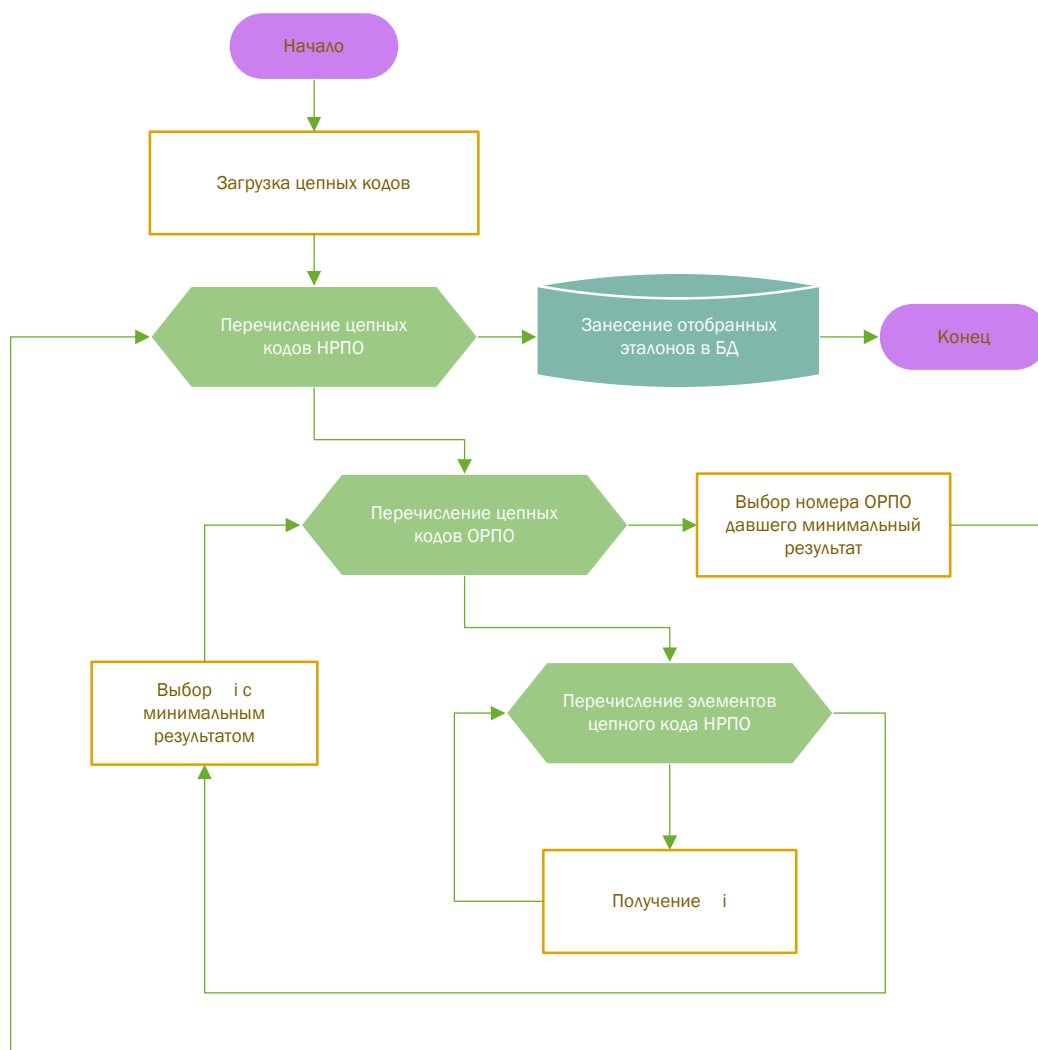 Начало
Загрузка цепных кодов
Перечисление цепных
кодов НРПО
Занесение отобранных
эталонов в БД
Конец
Перечисление цепных
кодов ОРПО
Выбор номера ОРПО
давшего минимальный
результат
Выбор i с
минимальным
результатом
Перечисление элементов
цепного кода НРПО
Получение i